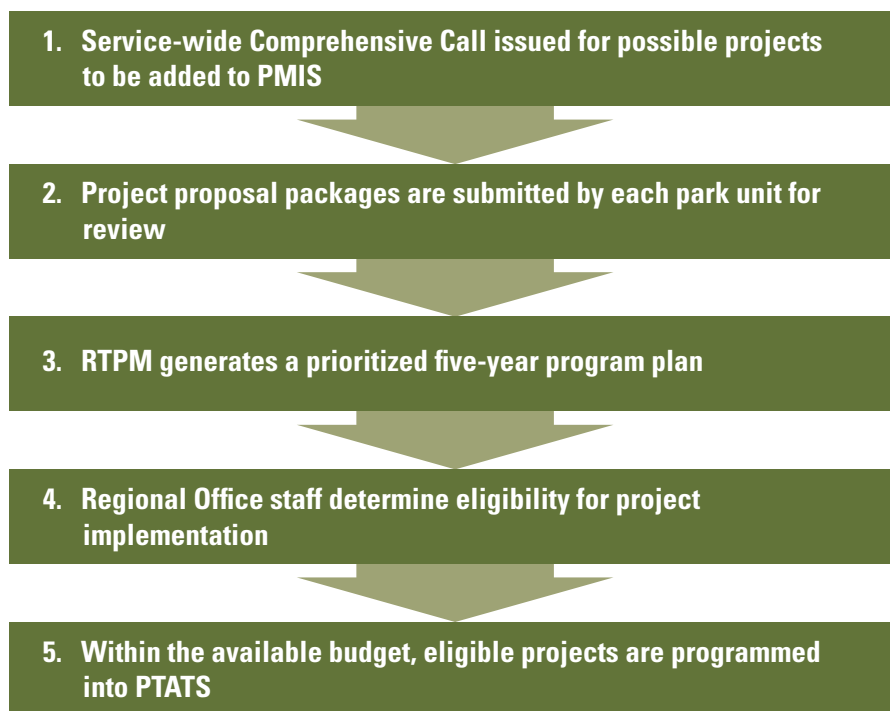 1. Service-wide Comprehensive Call issued for possible projects
to be added to PMIS
2. Project proposal packages are submitted by each park unit for
review
3. RTPM generates a prioritized five-year program plan
4. Regional Office staff determine eligibility for project
implementation
5. Within the available budget, eligible projects are programmed
into PTATS